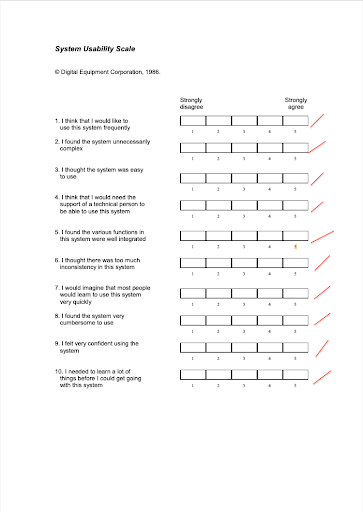 System Usability Scale
© Digital Equipment Corporation, 1986.
Strongly
disagree
Strongly
agree
1. I think that I would like to
use this system frequently
1 2 3 4 5
2. I found the system unnecessarily
complex
1 2 3 4 5
3. I thought the system was easy
to use
1 2 3 4 5
4. I think that I would need the
support of a technical person to
be able to use this system
1 2 3 4 5
5. I found the various functions in
this system were well integrated
1 2 3 4 5
6. I thought there was too much
inconsistency in this system
1 2 3 4 5
7. I would imagine that most people
would learn to use this system
very quickly
1 2 3 4 5
8. I found the system very
cumbersome to use
1 2 3 4 5
9. I felt very confident using the
system
1 2 3 4 5
10. I needed to learn a lot of
things before I could get going
with this system
1 2 3 4 5